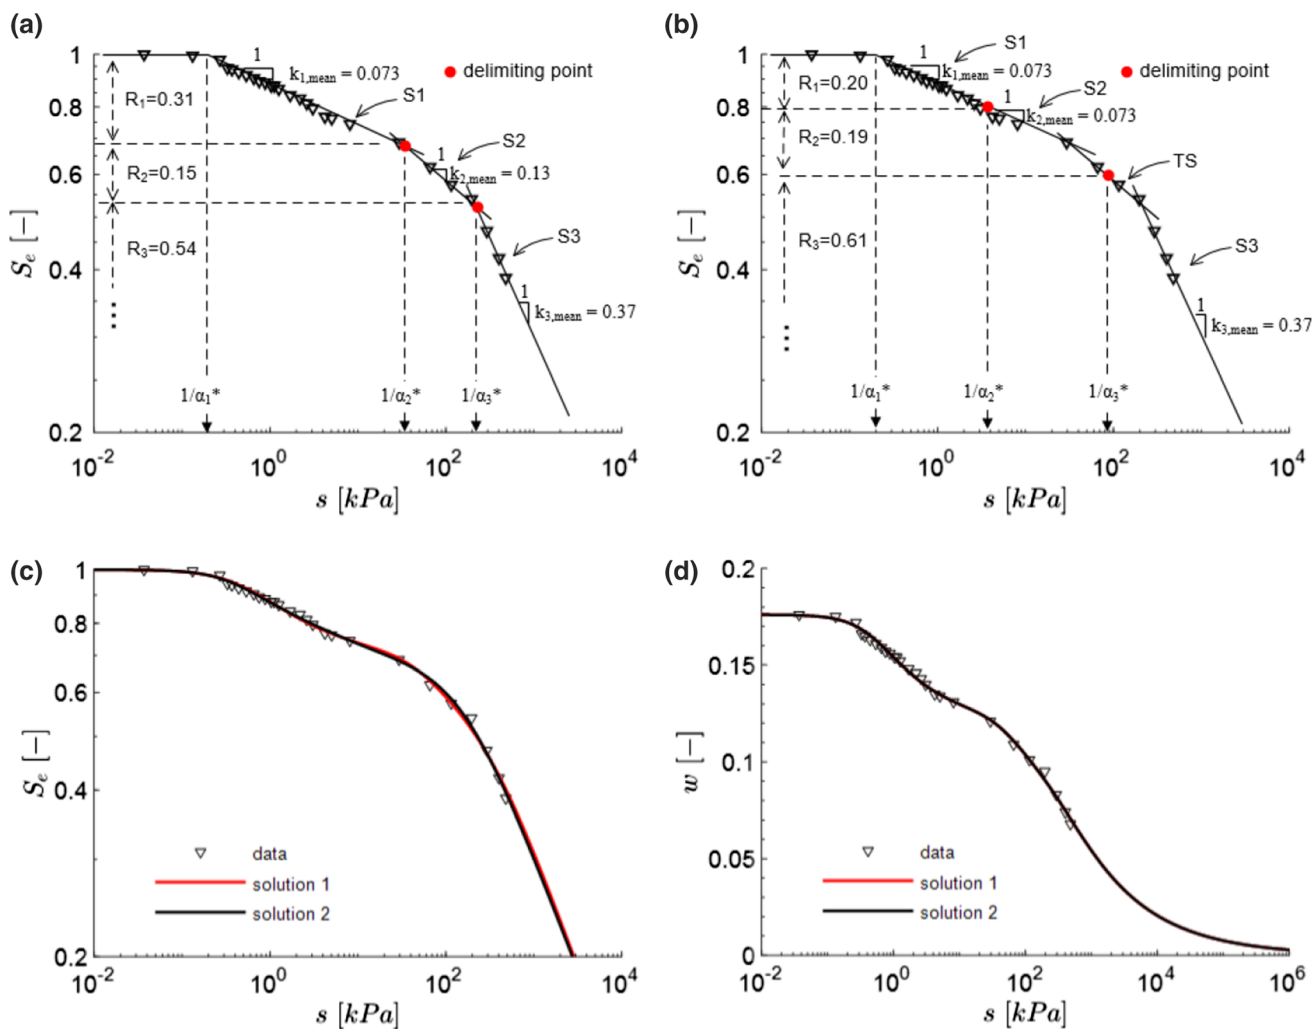 (a)
1
0.8
0.6
0.4
0.2
S_e [−]
R₁=0.31
R₂=0.15
R₃=0.54
⋮
1
k₁,mean = 0.073
delimiting point
S1
S2
1
k₂,mean = 0.13
S3
1
k₃,mean = 0.37
1/α₁*
1/α₂*
1/α₃*
10⁻²
10⁰
10²
10⁴
s [kPa]
(b)
1
0.8
0.6
0.4
0.2
S_e [−]
R₁=0.20
R₂=0.19
R₃=0.61
⋮
S1
1
k₁,mean = 0.073
delimiting point
S2
1
k₂,mean = 0.073
TS
S3
1
k₃,mean = 0.37
1/α₁*
1/α₂*
1/α₃*
10⁻²
10⁰
10²
10⁴
s [kPa]
(c)
1
0.8
0.6
0.4
0.2
S_e [−]
data
solution 1
solution 2
10⁻²
10⁰
10²
10⁴
s [kPa]
(d)
0.2
0.15
0.1
0.05
0
w [−]
data
solution 1
solution 2
10⁻²
10⁰
10²
10⁴
10⁶
s [kPa]